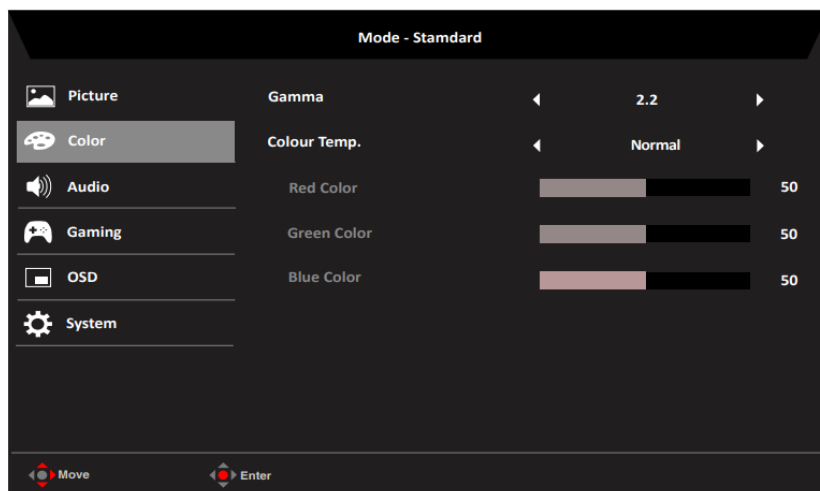 Mode - Stamdard
Picture
Gamma 2.2
Color
Colour Temp. Normal
Audio
Red Color 50
Gaming
Green Color 50
OSD
Blue Color 50
System
Move Enter